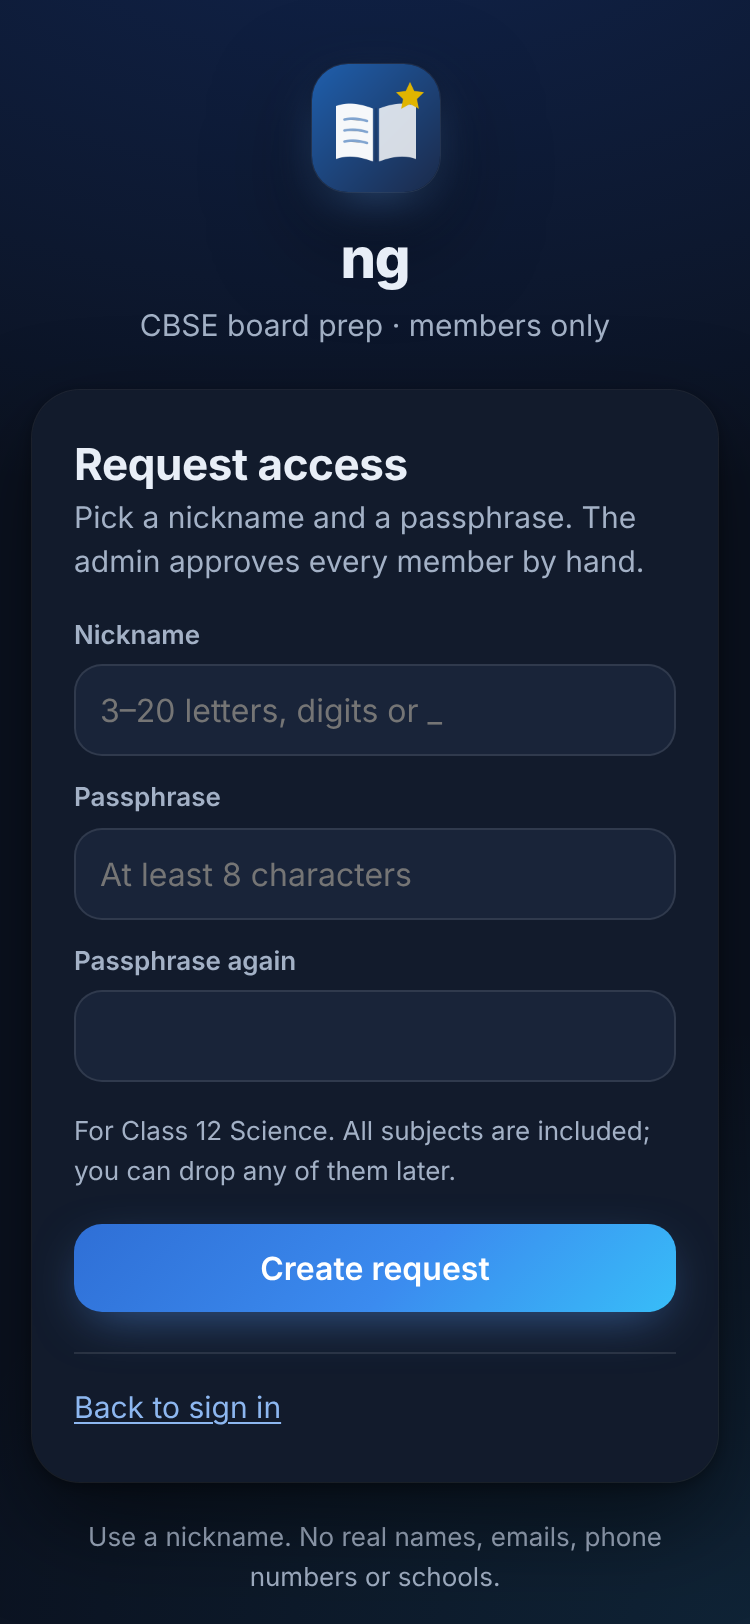 ng
CBSE board prep · members only
Request access
Pick a nickname and a passphrase. The
admin approves every member by hand.
Nickname
3–20 letters, digits or _
Passphrase
At least 8 characters
Passphrase again
For Class 12 Science. All subjects are included;
you can drop any of them later.
Create request
Back to sign in
Use a nickname. No real names, emails, phone
numbers or schools.